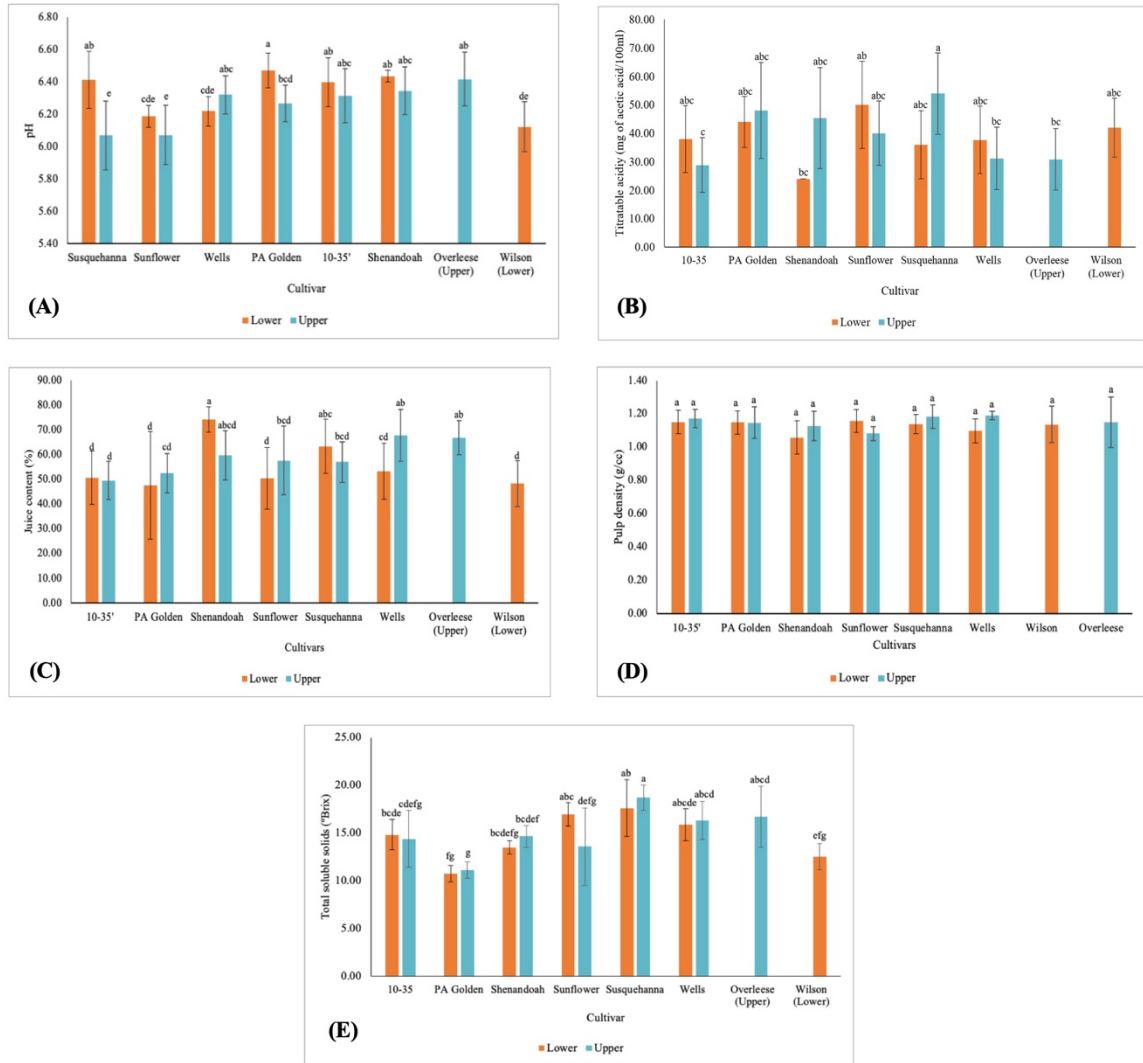 6.80
6.60
6.40
6.20
6.00
5.80
5.60
5.40
pH
ab
e
cde
e
cde
abc
a
bcd
ab
abc
ab
abc
ab
de
Susquehanna Sunflower Wells PA Golden 10-35' Shenandoah Overleese (Upper) Wilson (Lower)
Cultivar
(A)
Lower Upper
80.00
70.00
60.00
50.00
40.00
30.00
20.00
10.00
0.00
Titratable acidiy (mg of acetic acid/100ml)
abc
c
abc
abc
bc
abc
ab
abc
abc
a
abc
bc
bc
abc
10-35 PA Golden Shenandoah Sunflower Susquehanna Wells Overleese (Upper) Wilson (Lower)
Cultivar
(B)
Lower Upper
90.00
80.00
70.00
60.00
50.00
40.00
30.00
20.00
10.00
0.00
Juice content (%)
d
d
d
cd
a
abcd
d
bcd
abc
bcd
cd
ab
ab
d
10-35' PA Golden Shenandoah Sunflower Susquehanna Wells Overleese (Upper) Wilson (Lower)
Cultivars
(C)
Lower Upper
1.40
1.20
1.00
0.80
0.60
0.40
0.20
0.00
Pulp density (g/cc)
a
a
a
a
a
a
a
a
a
a
a
a
a
a
10-35' PA Golden Shenandoah Sunflower Susquehanna Wells Wilson Overleese
Cultivars
(D)
Lower Upper
25.00
20.00
15.00
10.00
5.00
0.00
Total soluble solids (°Brix)
bcde
cdefg
fg
g
bcdefg
bcdef
abc
defg
ab
a
abcde
abcd
abcd
efg
10-35 PA Golden Shenandoah Sunflower Susquehanna Wells Overleese (Upper) Wilson (Lower)
Cultivar
(E)
Lower Upper